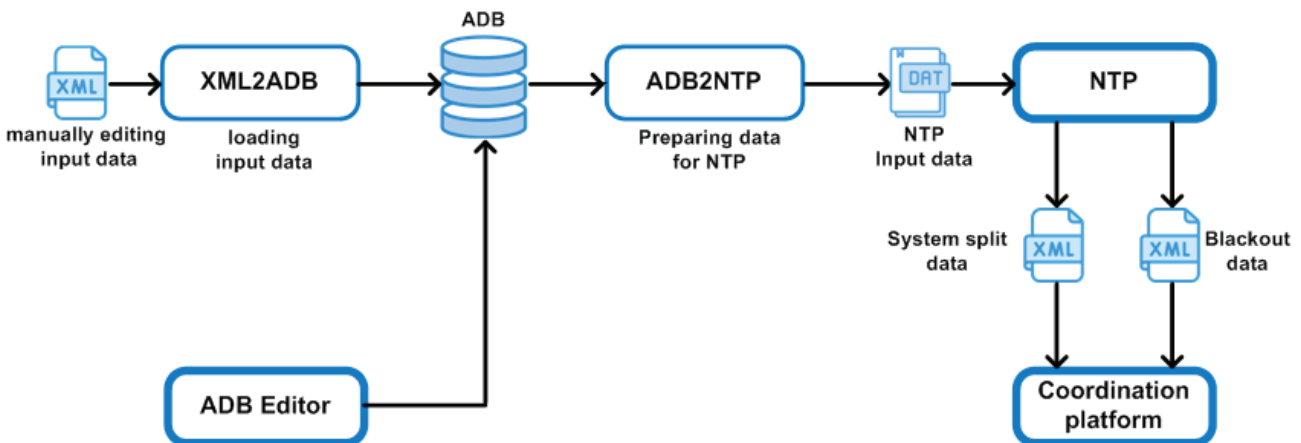 ADB
XML
XML2ADB
ADB2NTP
DAT
NTP
manually editing
input data
loading
input data
Preparing data
for NTP
NTP
Input data
System split
data
XML
XML
Blackout
data
ADB Editor
Coordination
platform